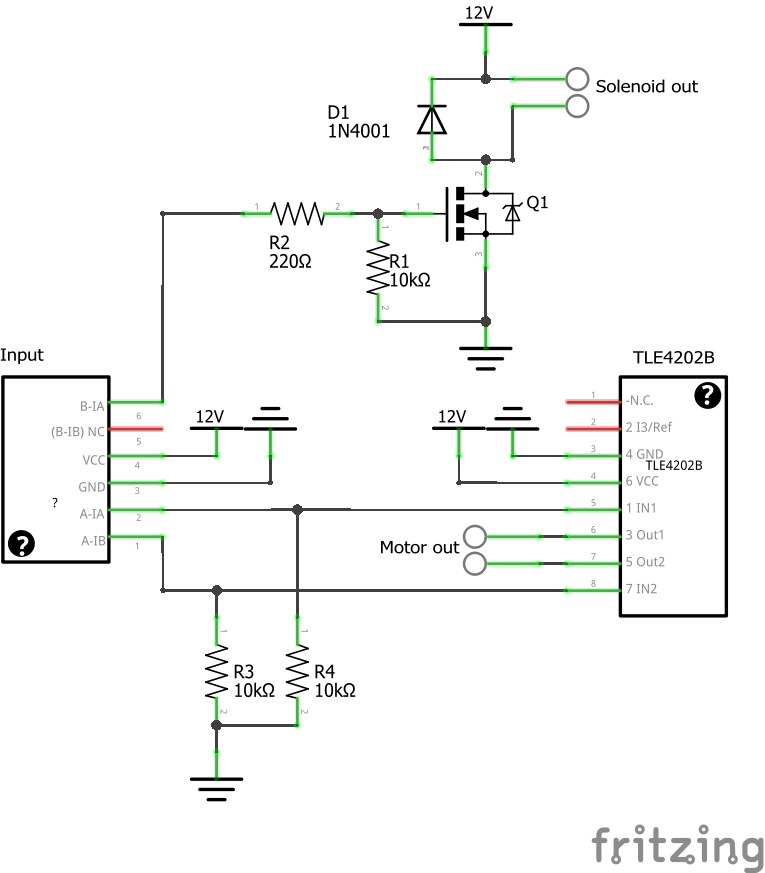 12V
Solenoid out
D1
1N4001
2
Q1
1
2
1
R2
220Ω
1
R1
10kΩ
3
2
Input
TLE4202B
B-IA
6
(B-IB) NC
5
VCC
4
GND
3
?
A-IA
2
A-IB
1
?
12V
12V
1
-N.C.
?
2
2 I3/Ref
3
4 GND
TLE4202B
4
6 VCC
5
1 IN1
6
3 Out1
Motor out
7
5 Out2
8
7 IN2
1
1
R3
10kΩ
R4
10kΩ
2
2
fritzing